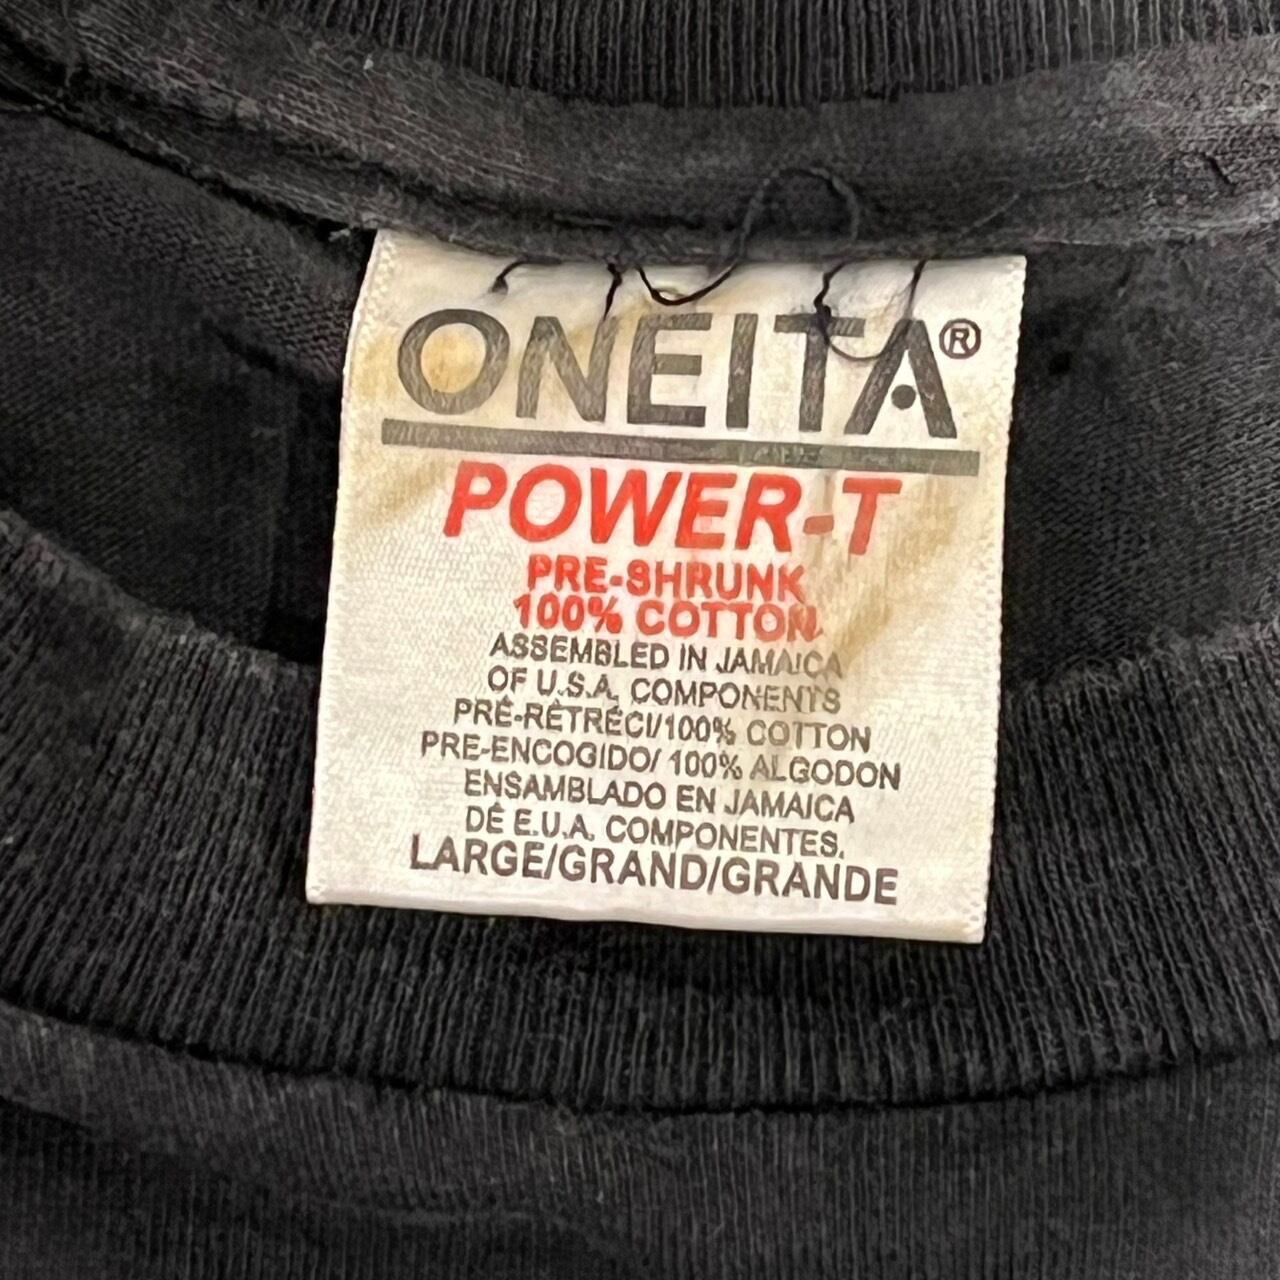 ONEITA®
POWER-T
PRE-SHRUNK
100% COTTON
ASSEMBLED IN JAMAICA
OF U.S.A. COMPONENTS
PRÉ-RÉTRÉCI/100% COTTON
PRE-ENCOGIDO/ 100% ALGODON
ENSAMBLADO EN JAMAICA
DÉ E.U.A. COMPONENTES.
LARGE/GRAND/GRANDE